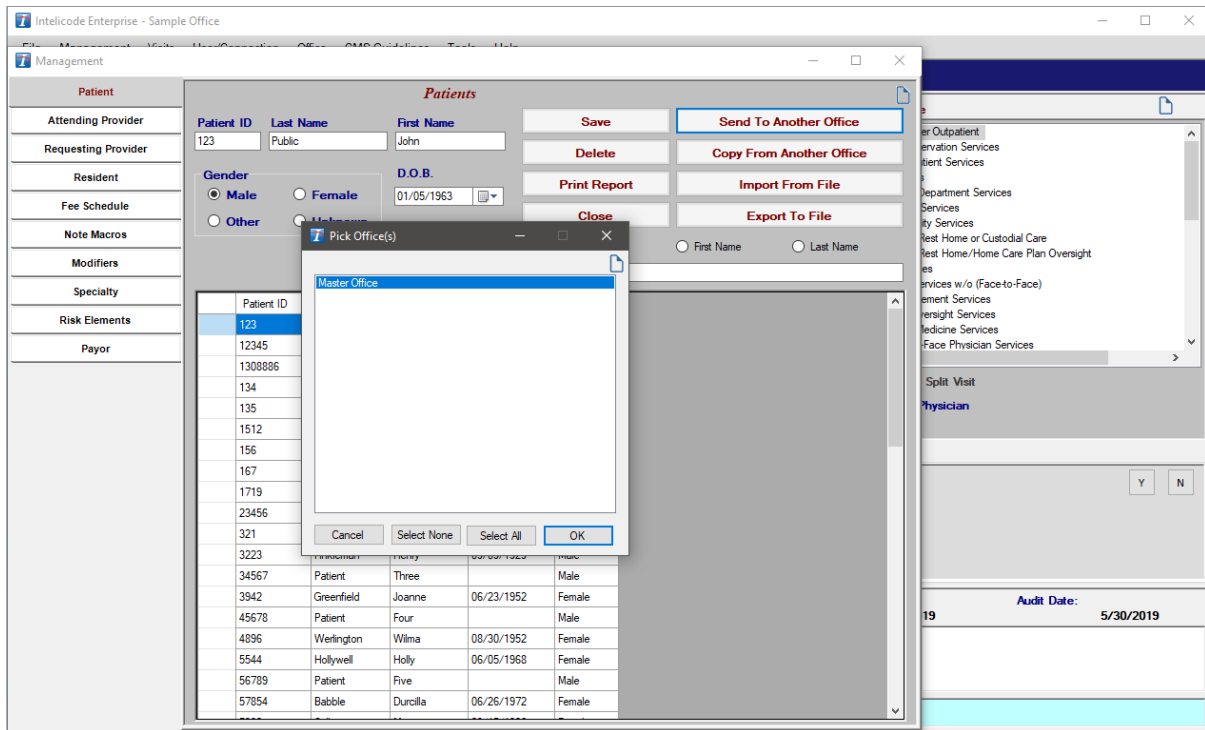 Intelicode Enterprise - Sample Office
Management
Patient
Attending Provider
Requesting Provider
Resident
Fee Schedule
Note Macros
Modifiers
Specialty
Risk Elements
Payor
Patients
Patient ID Last Name First Name
123 Public John
Gender
Male Female
Other
D.O.B.
01/05/1963
Save Send To Another Office
Delete Copy From Another Office
Print Report Import From File
Close Export To File
First Name Last Name
Pick Office(s)
Master Office
Cancel Select None Select All OK
Patient ID
123
12345
1308886
134
135
1512
156
167
1719
23456
321
3223
34567 Patient Three Male
3942 Greenfield Joanne 06/23/1952 Female
45678 Patient Four Male
4896 Werlington Wilma 08/30/1952 Female
5544 Hollywell Holly 06/05/1968 Female
56789 Patient Five Male
57854 Babble Durcilla 06/26/1972 Female
er Outpatient
ervation Services
tient Services
Department Services
Services
ity Services
Rest Home or Custodial Care
Rest Home/Home Care Plan Oversight
es
ervices w/o (Face-to-Face)
ement Services
versight Services
Medicine Services
-Face Physician Services
Split Visit
Physician
Y N
Audit Date:
19 5/30/2019